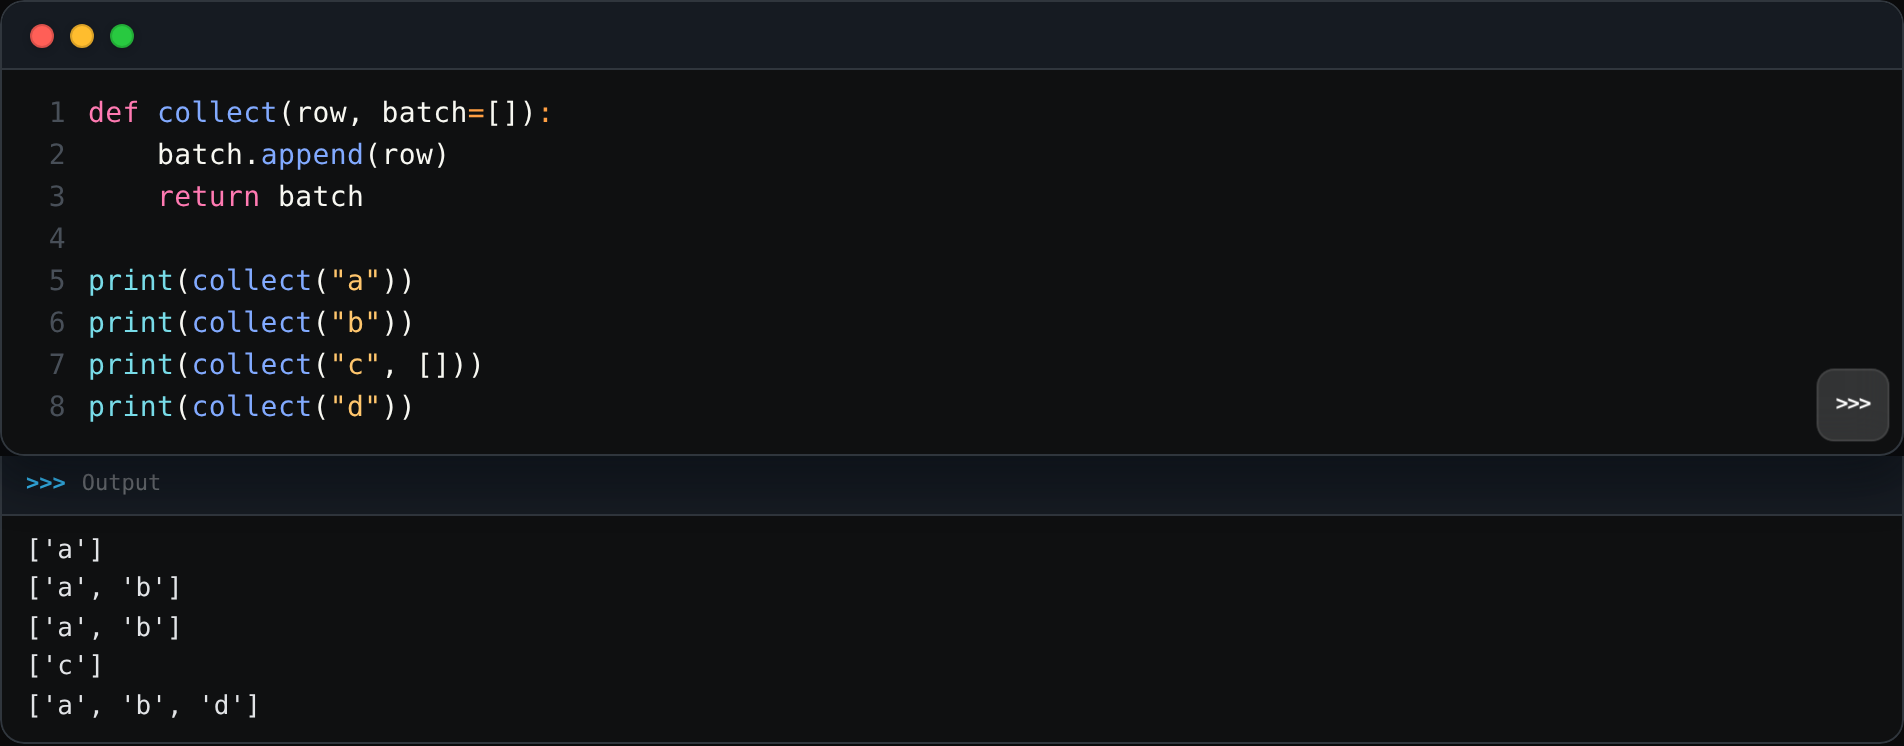 1 def collect(row, batch=[]):
2     batch.append(row)
3     return batch
4
5 print(collect("a"))
6 print(collect("b"))
7 print(collect("c", []))
8 print(collect("d"))
>>>
>>> Output
['a']
['a', 'b']
['a', 'b']
['c']
['a', 'b', 'd']